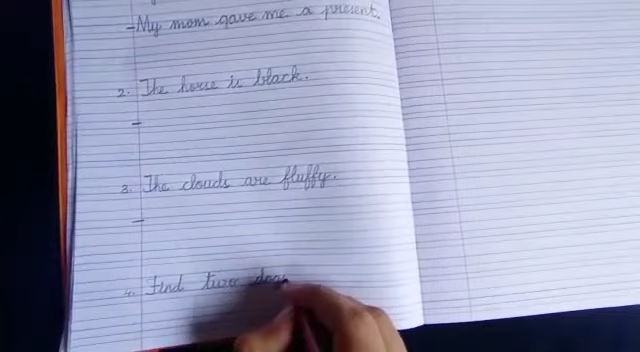 -My mom gave me a present.
2. The horse is black.
-
3. The clouds are fluffy.
-
4. Find two dogs